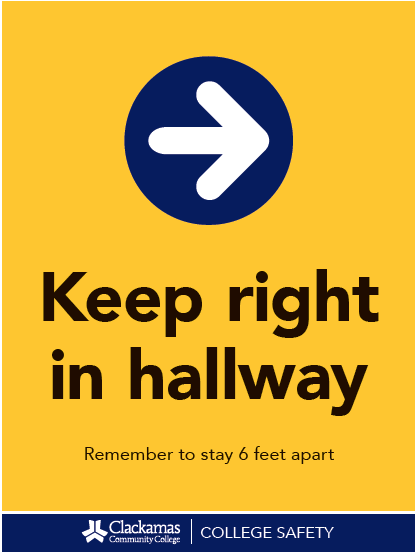 Keep right
in hallway
Remember to stay 6 feet apart
Clackamas
Community College
COLLEGE SAFETY